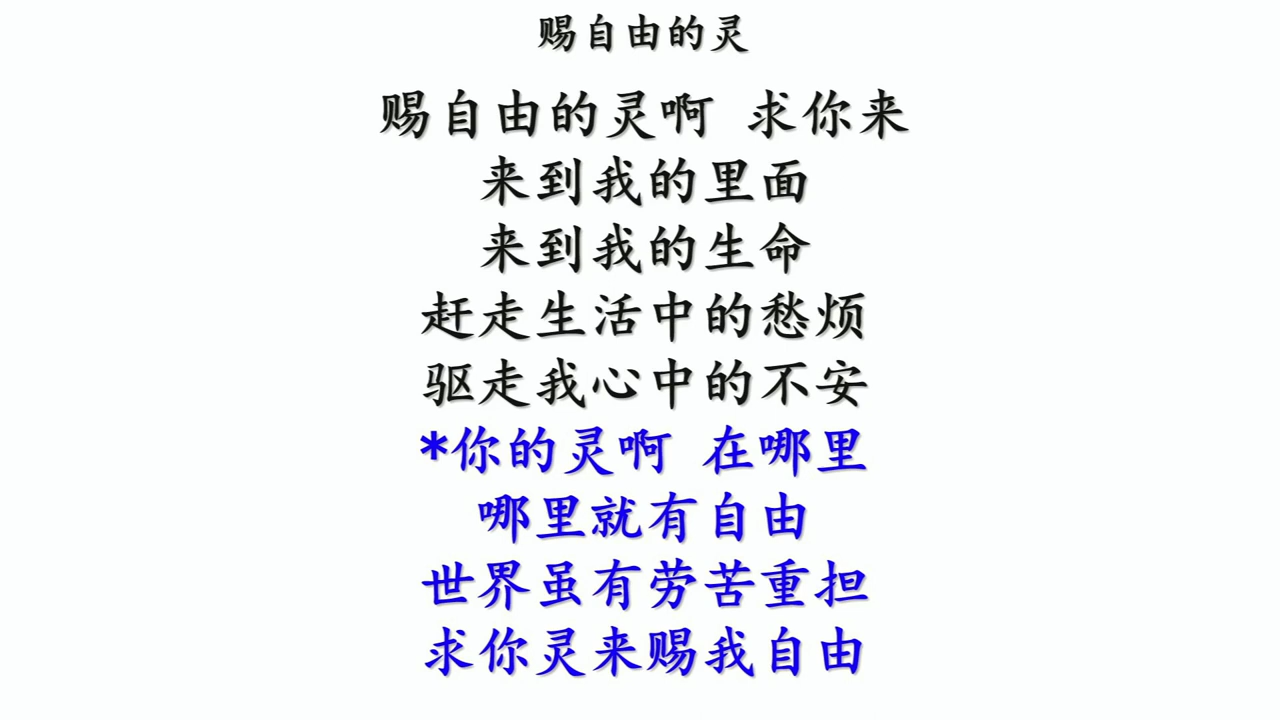 赐自由的灵
赐自由的灵啊 求你来
来到我的里面
来到我的生命
赶走生活中的愁烦
驱走我心中的不安
*你的灵啊 在哪里
哪里就有自由
世界虽有劳苦重担
求你灵来赐我自由